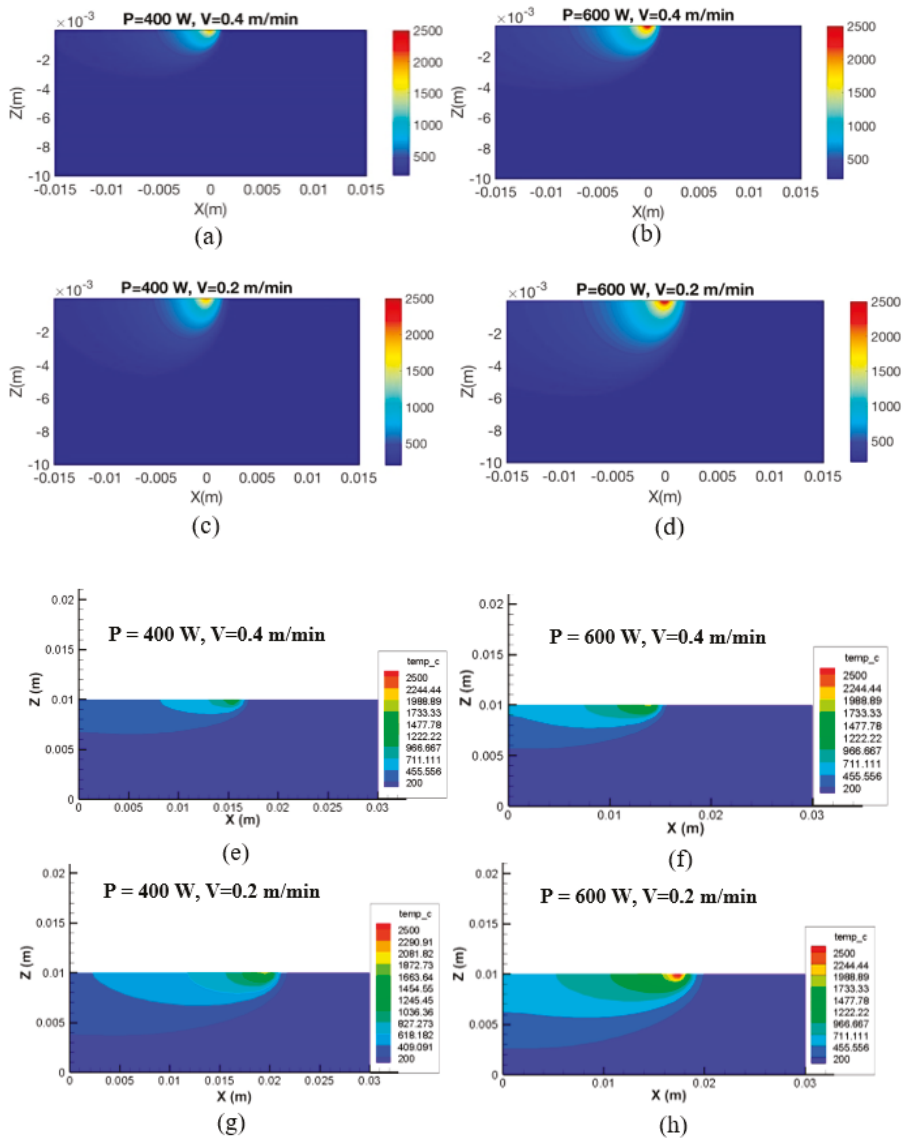 P=400 W, V=0.4 m/min
×10⁻³
-2
-4
-6
-8
-10
Z(m)
-0.015 -0.01 -0.005 0 0.005 0.01 0.015
X(m)
2500
2000
1500
1000
500
(a)
P=600 W, V=0.4 m/min
×10⁻³
-2
-4
-6
-8
-10
Z(m)
-0.015 -0.01 -0.005 0 0.005 0.01 0.015
X(m)
2500
2000
1500
1000
500
(b)
P=400 W, V=0.2 m/min
×10⁻³
-2
-4
-6
-8
-10
Z(m)
-0.015 -0.01 -0.005 0 0.005 0.01 0.015
X(m)
2500
2000
1500
1000
500
(c)
P=600 W, V=0.2 m/min
×10⁻³
-2
-4
-6
-8
-10
Z(m)
-0.015 -0.01 -0.005 0 0.005 0.01 0.015
X(m)
2500
2000
1500
1000
500
(d)
P = 400 W, V=0.4 m/min
0.02
0.015
0.01
0.005
0
Z (m)
0 0.01 0.02 0.03
X (m)
temp_c
2500
2244.44
1988.89
1733.33
1477.78
1222.22
966.667
711.111
455.556
200
(e)
P = 600 W, V=0.4 m/min
0.02
0.015
0.01
0.005
0
Z (m)
0 0.01 0.02 0.03
X (m)
temp_c
2500
2244.44
1988.89
1733.33
1477.78
1222.22
966.667
711.111
455.556
200
(f)
P = 400 W, V=0.2 m/min
0.02
0.015
0.01
0.005
0
Z (m)
0 0.005 0.01 0.015 0.02 0.025 0.03
X (m)
temp_c
2500
2290.91
2081.82
1872.73
1663.64
1454.55
1245.45
1036.36
827.273
618.182
409.091
200
(g)
P = 600 W, V=0.2 m/min
0.02
0.015
0.01
0.005
0
Z (m)
0 0.01 0.02 0.03
X (m)
temp_c
2500
2244.44
1988.89
1733.33
1477.78
1222.22
966.667
711.111
455.556
200
(h)